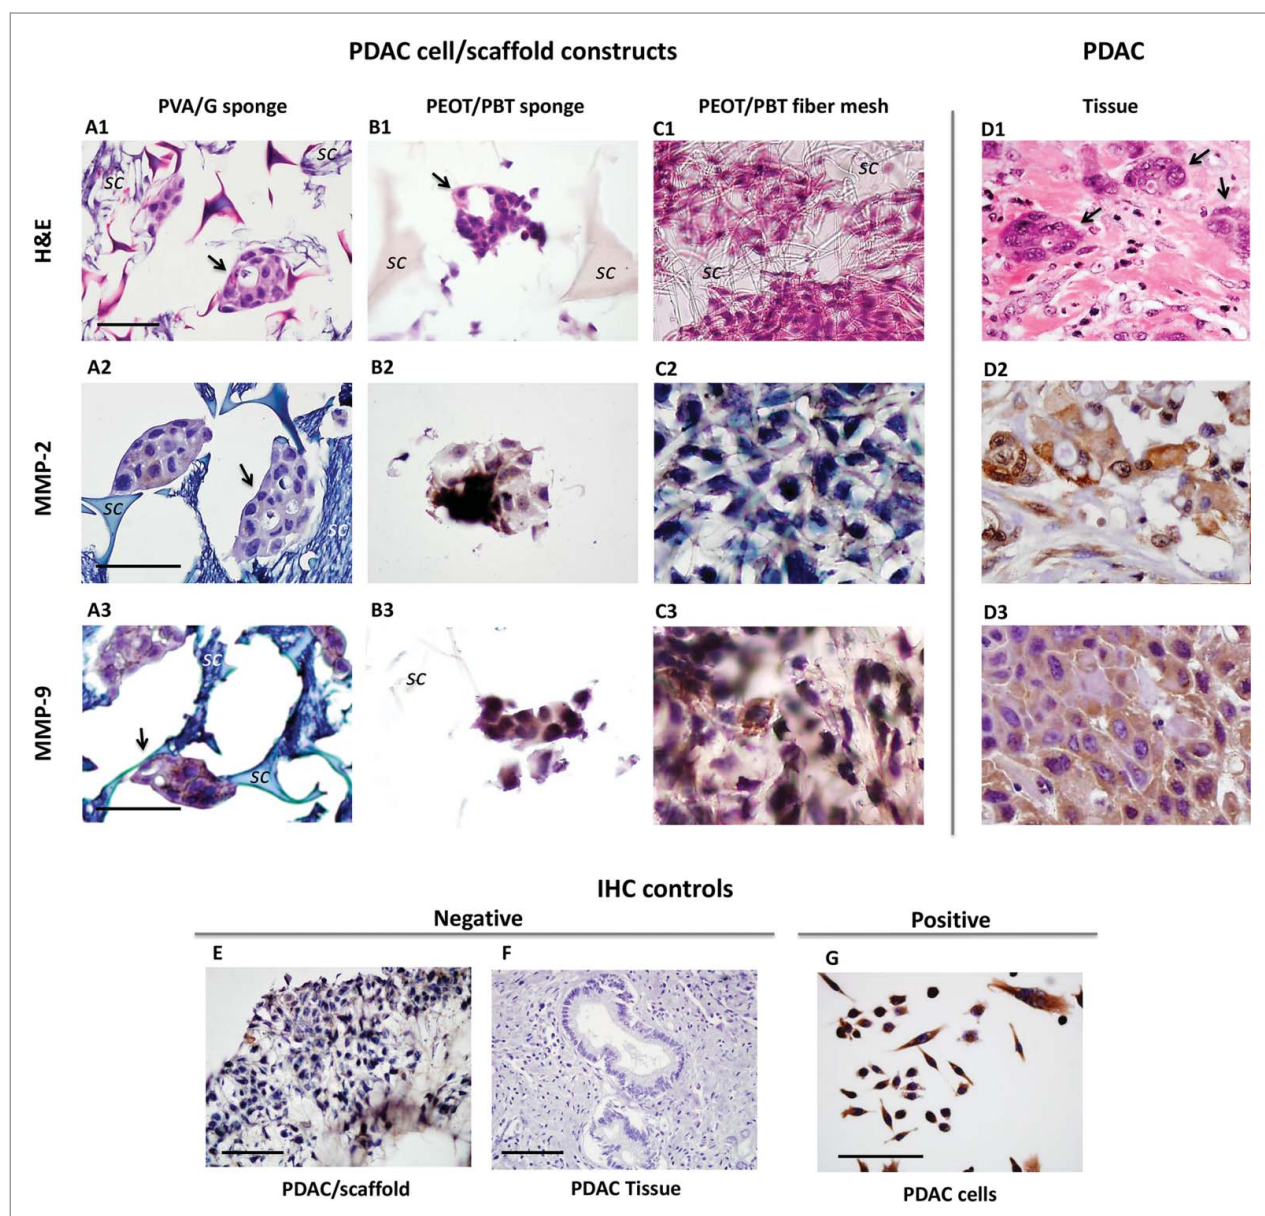 PDAC cell/scaffold constructs
PDAC
PVA/G sponge
PEOT/PBT sponge
PEOT/PBT fiber mesh
Tissue
H&E
A1
B1
C1
D1
SC
SC
SC
SC
SC
SC
MMP-2
A2
B2
C2
D2
SC
SC
MMP-9
A3
B3
C3
D3
SC
SC
SC
IHC controls
Negative
Positive
E
F
G
PDAC/scaffold
PDAC Tissue
PDAC cells